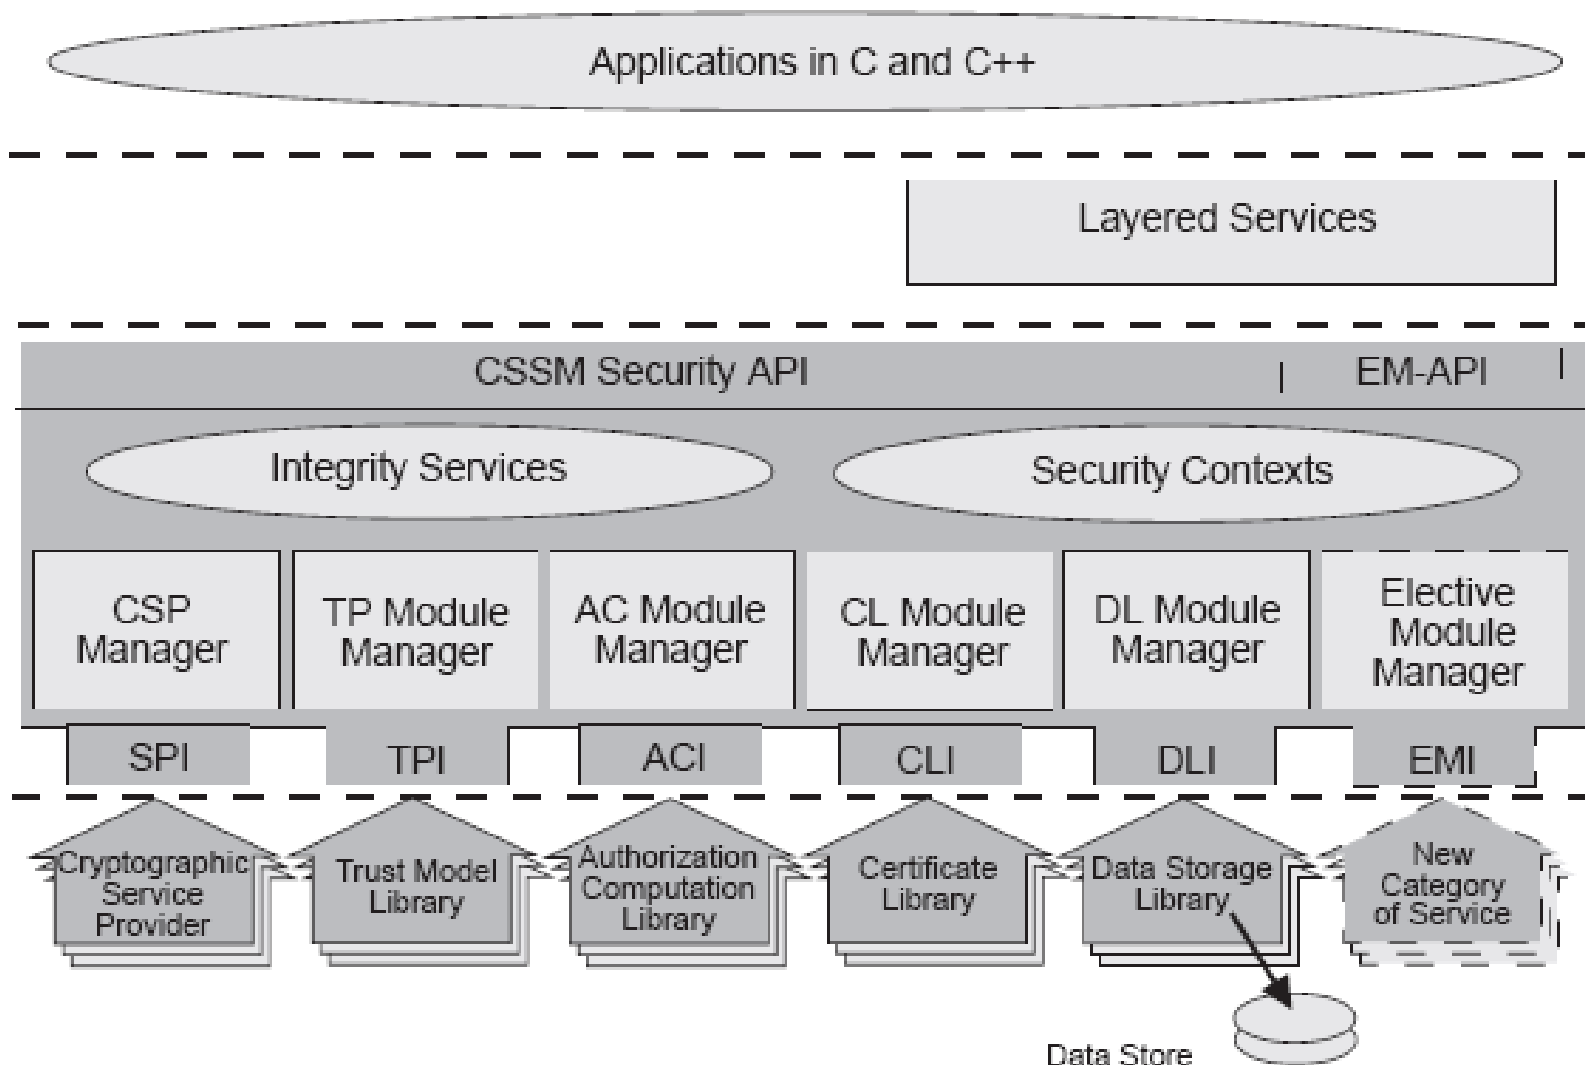 Applications in C and C++
Layered Services
CSSM Security API
EM-API
Integrity Services
Security Contexts
CSP
Manager
TP Module
Manager
AC Module
Manager
CL Module
Manager
DL Module
Manager
Elective
Module
Manager
SPI
TPI
ACI
CLI
DLI
EMI
Cryptographic
Service
Provider
Trust Model
Library
Authorization
Computation
Library
Certificate
Library
Data Storage
Library
New
Category
of Service
Data Store